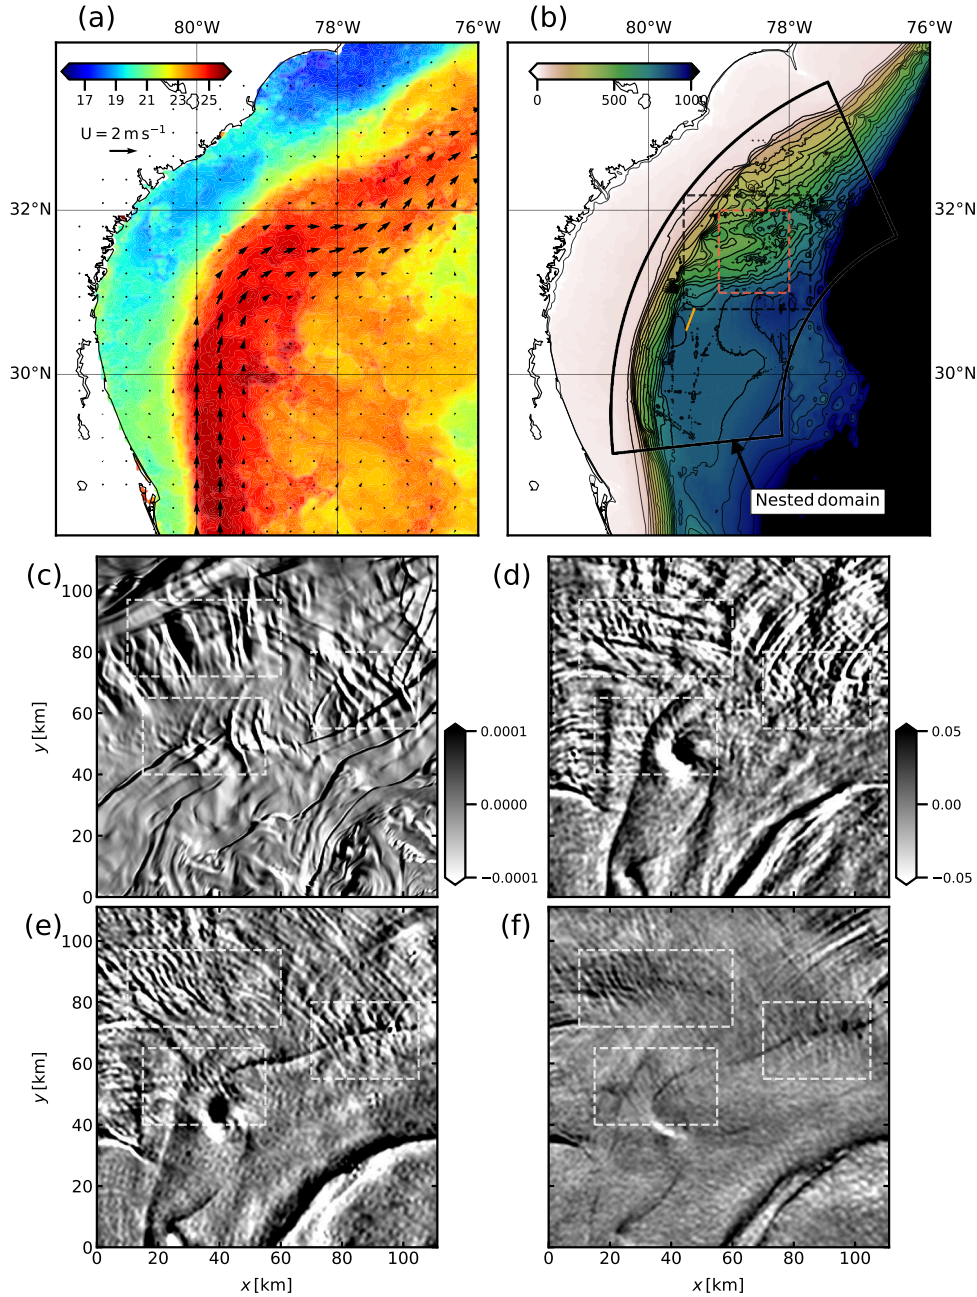 (a)
80°W
78°W
76°W
17 19 21 23 25
U = 2 m s⁻¹
32°N
30°N
(b)
80°W
78°W
76°W
0 500 1000
32°N
30°N
Nested domain
(c)
100
80
60
40
20
0
y [km]
0.0001
0.0000
−0.0001
(d)
0.05
0.00
−0.05
(e)
100
80
60
40
20
0
y [km]
0 20 40 60 80 100
x [km]
(f)
0 20 40 60 80 100
x [km]